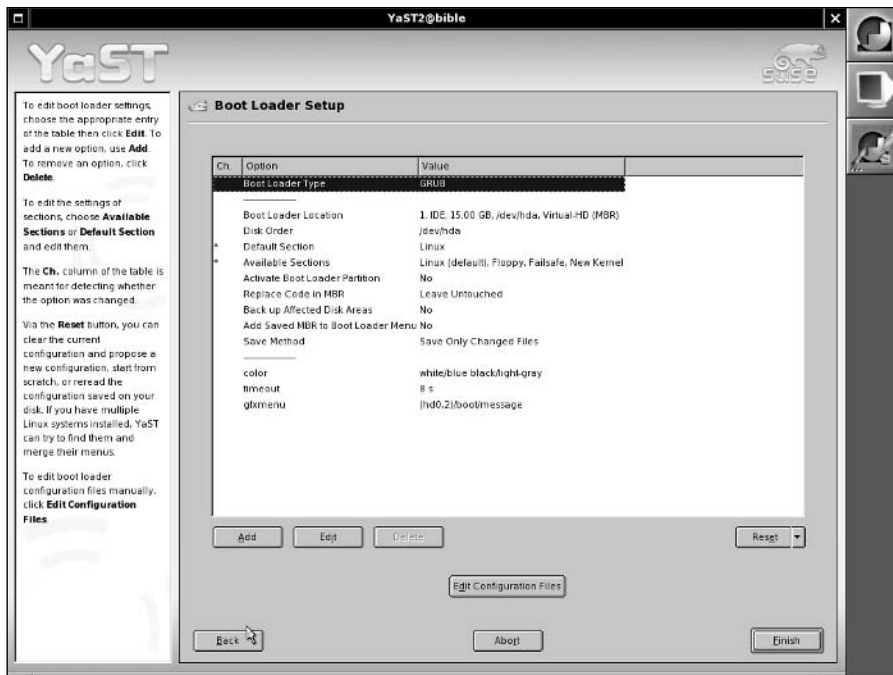 YaST2@bible
YaST
suse
To edit boot loader settings,
choose the appropriate entry
of the table then click Edit. To
add a new option, use Add.
To remove an option, click
Delete.
To edit the settings of
sections, choose Available
Sections or Default Section
and edit them.
The Ch. column of the table is
meant for detecting whether
the option was changed.
Via the Reset button, you can
clear the current
configuration and propose a
new configuration, start from
scratch, or reread the
configuration saved on your
disk. If you have multiple
Linux systems installed, YaST
can try to find them and
merge their menus.
To edit boot loader
configuration files manually,
click Edit Configuration
Files.
Boot Loader Setup
Ch. Option Value
Boot Loader Type GRUB
Boot Loader Location 1. IDE, 15.00 GB, /dev/hda, Virtual-HD (MBR)
Disk Order /dev/hda
* Default Section Linux
* Available Sections Linux (default), Floppy, Failsafe, New Kernel
Activate Boot Loader Partition No
Replace Code in MBR Leave Untouched
Back up Affected Disk Areas No
Add Saved MBR to Boot Loader Menu No
Save Method Save Only Changed Files
color white/blue black/light-gray
timeout 8 s
gfxmenu (hd0,2)/boot/message
Add Edit Delete Reset
Edit Configuration Files
Back Abort Finish